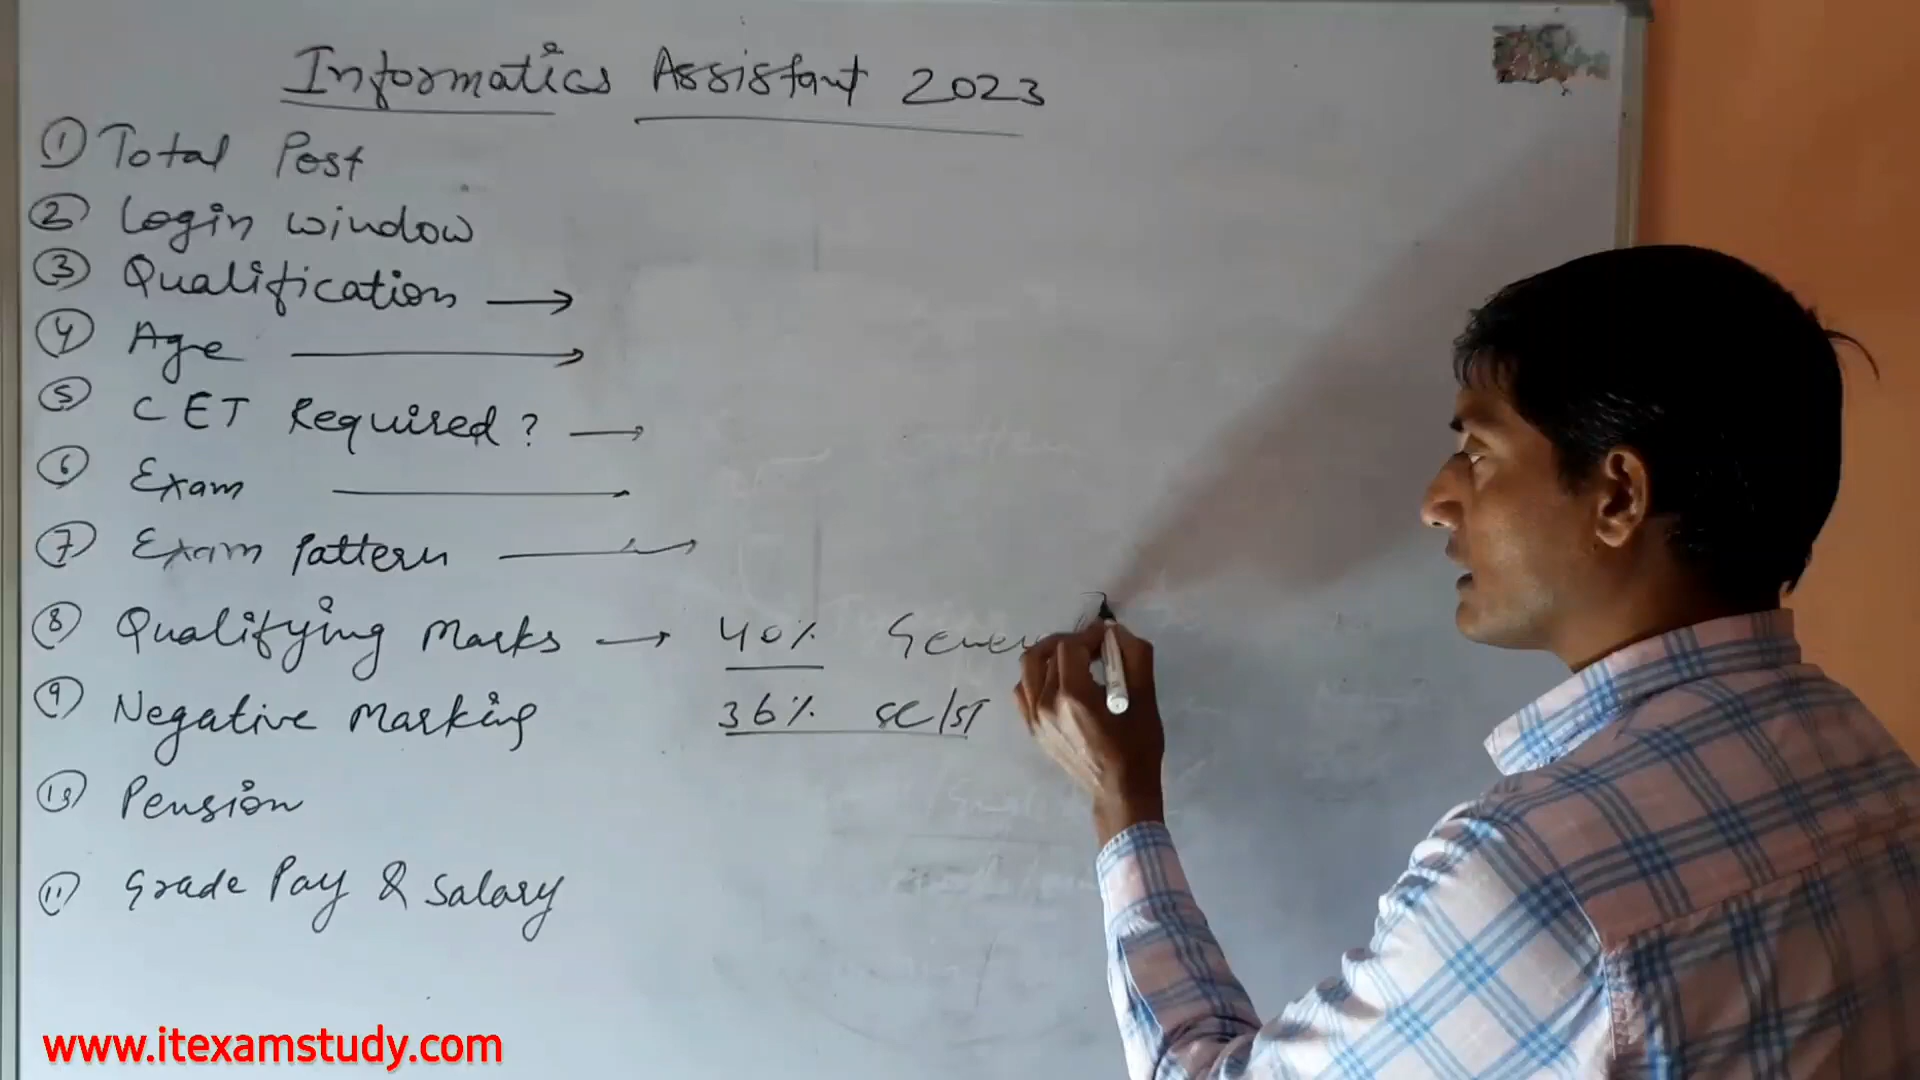 Informatics Assistant 2023
① Total Post
② Login window
③ Qualification →
④ Age →
⑤ CET Required? →
⑥ Exam
⑦ Exam Pattern →
⑧ Qualifying Marks → 40% General
⑨ Negative Marking 36% SC/ST
⑩ Pension
⑪ Grade Pay & Salary
www.itexamstudy.com